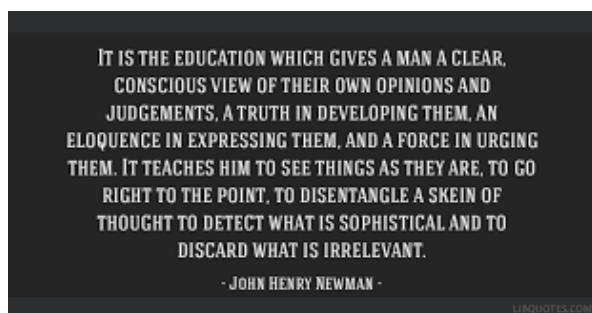 IT IS THE EDUCATION WHICH GIVES A MAN A CLEAR,
CONSCIOUS VIEW OF THEIR OWN OPINIONS AND
JUDGEMENTS, A TRUTH IN DEVELOPING THEM, AN
ELOQUENCE IN EXPRESSING THEM, AND A FORCE IN URGING
THEM. IT TEACHES HIM TO SEE THINGS AS THEY ARE, TO GO
RIGHT TO THE POINT, TO DISENTANGLE A SKEIN OF
THOUGHT TO DETECT WHAT IS SOPHISTICAL AND TO
DISCARD WHAT IS IRRELEVANT.
- JOHN HENRY NEWMAN -
LIBQUOTES.COM